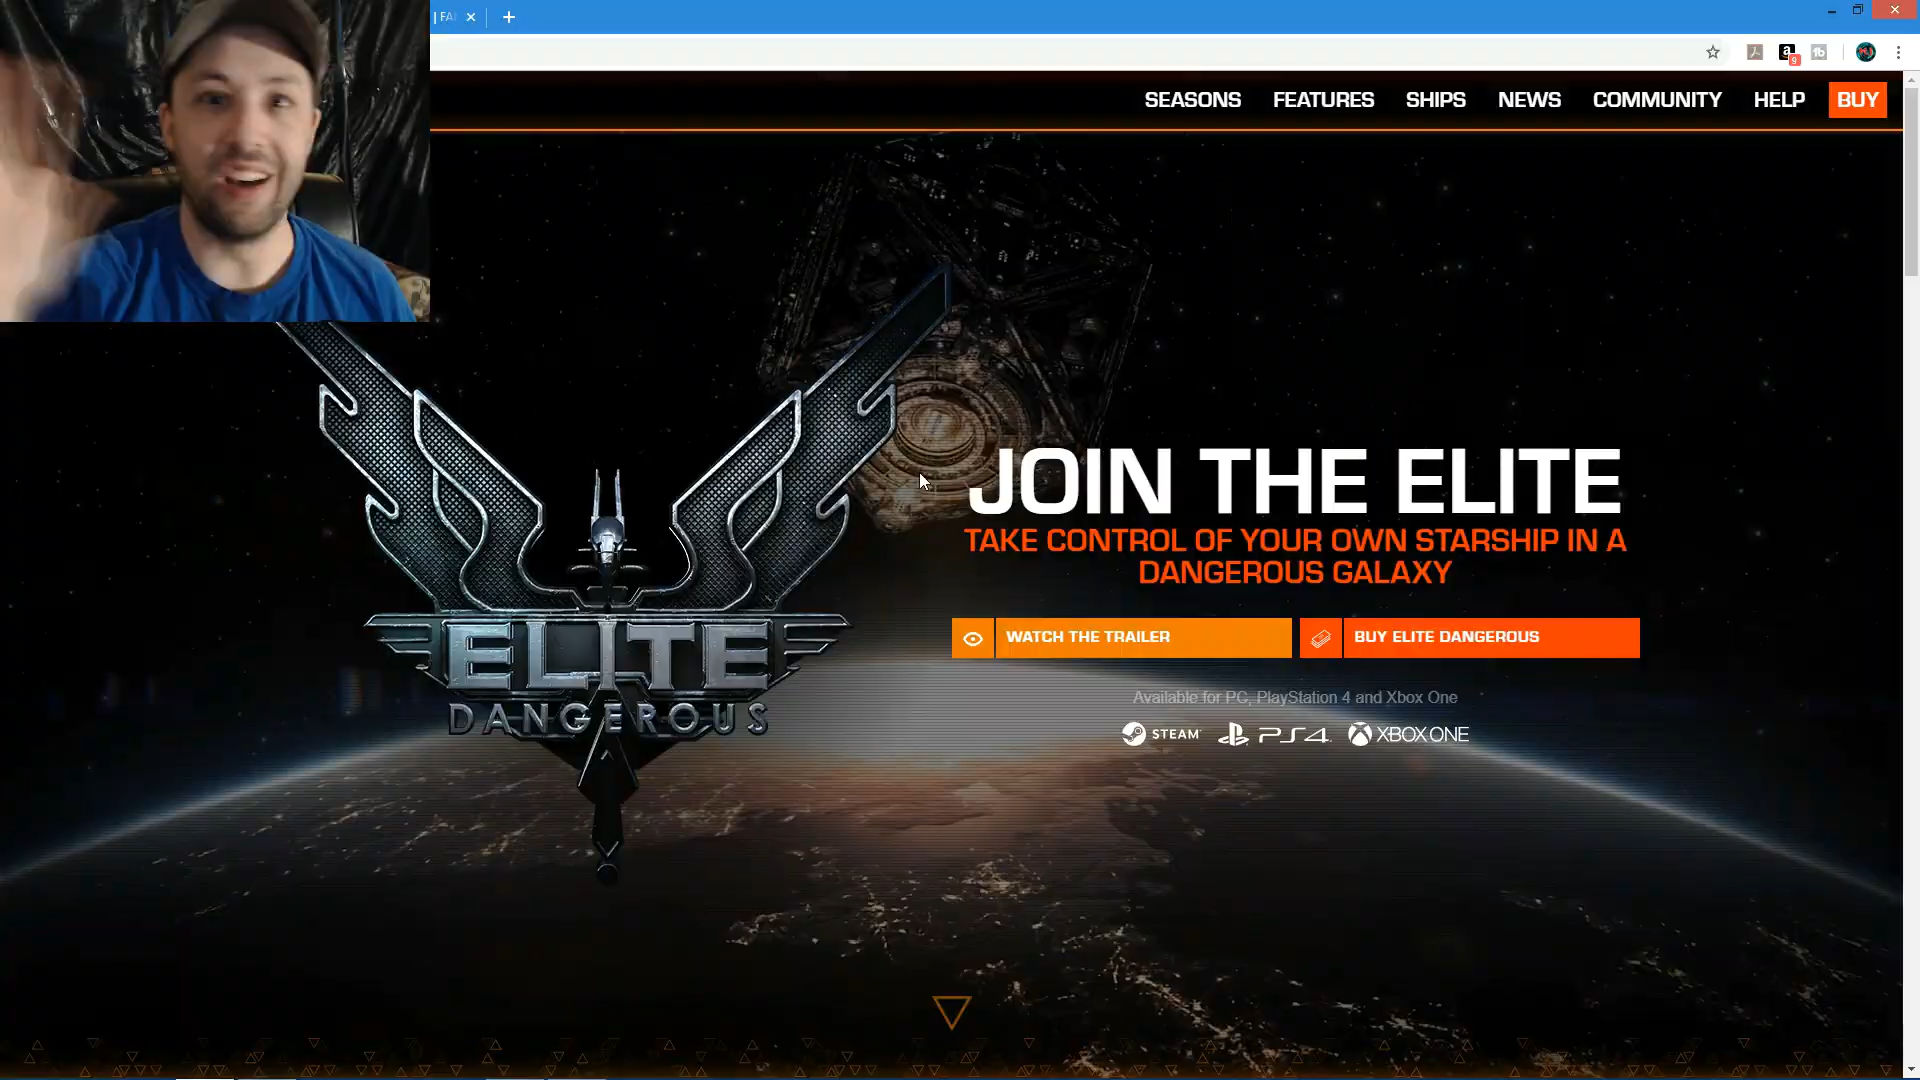 | FA
SEASONS FEATURES SHIPS NEWS COMMUNITY HELP BUY
JOIN THE ELITE
TAKE CONTROL OF YOUR OWN STARSHIP IN A
DANGEROUS GALAXY
ELITE
DANGEROUS
WATCH THE TRAILER
BUY ELITE DANGEROUS
Available for PC, PlayStation 4 and Xbox One
STEAM PS4 XBOX ONE
9